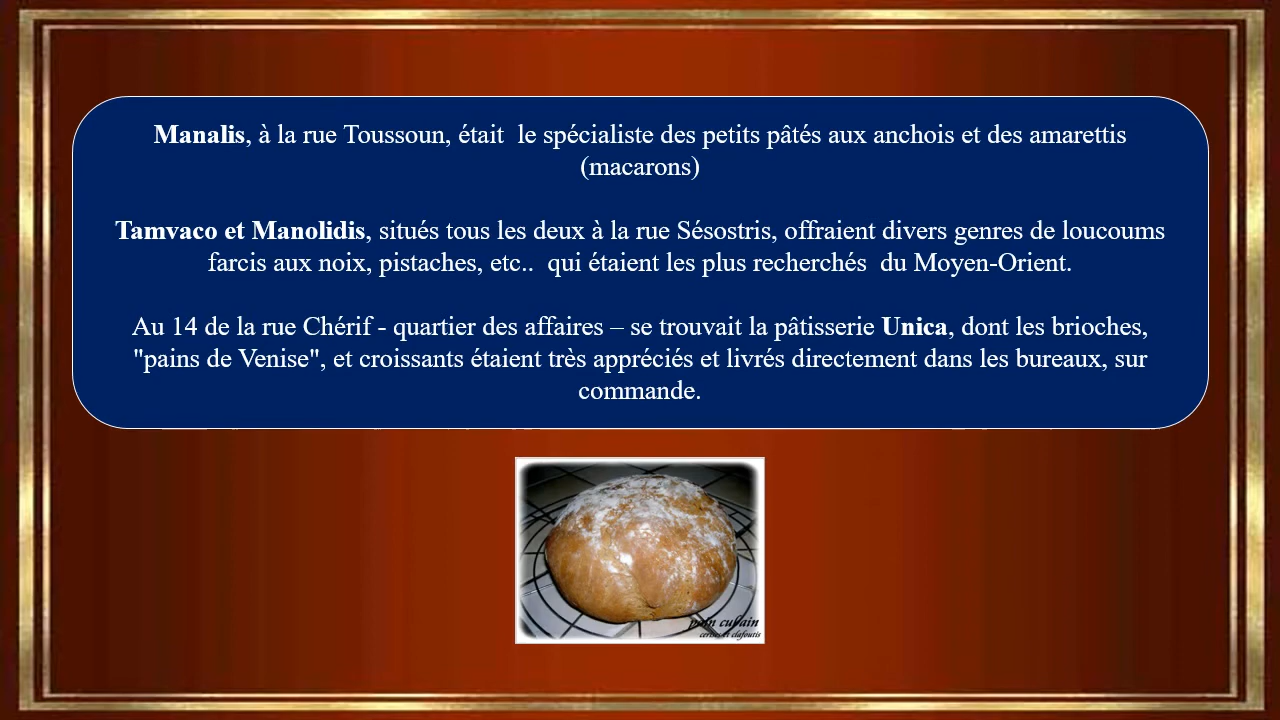 Manalis, à la rue Toussoun, était  le spécialiste des petits pâtés aux anchois et des amarettis
(macarons)
Tamvaco et Manolidis, situés tous les deux à la rue Sésostris, offraient divers genres de loucoums
farcis aux noix, pistaches, etc..  qui étaient les plus recherchés  du Moyen-Orient.
Au 14 de la rue Chérif - quartier des affaires – se trouvait la pâtisserie Unica, dont les brioches,
"pains de Venise", et croissants étaient très appréciés et livrés directement dans les bureaux, sur
commande.
pain cubain
cerises et clafoutis